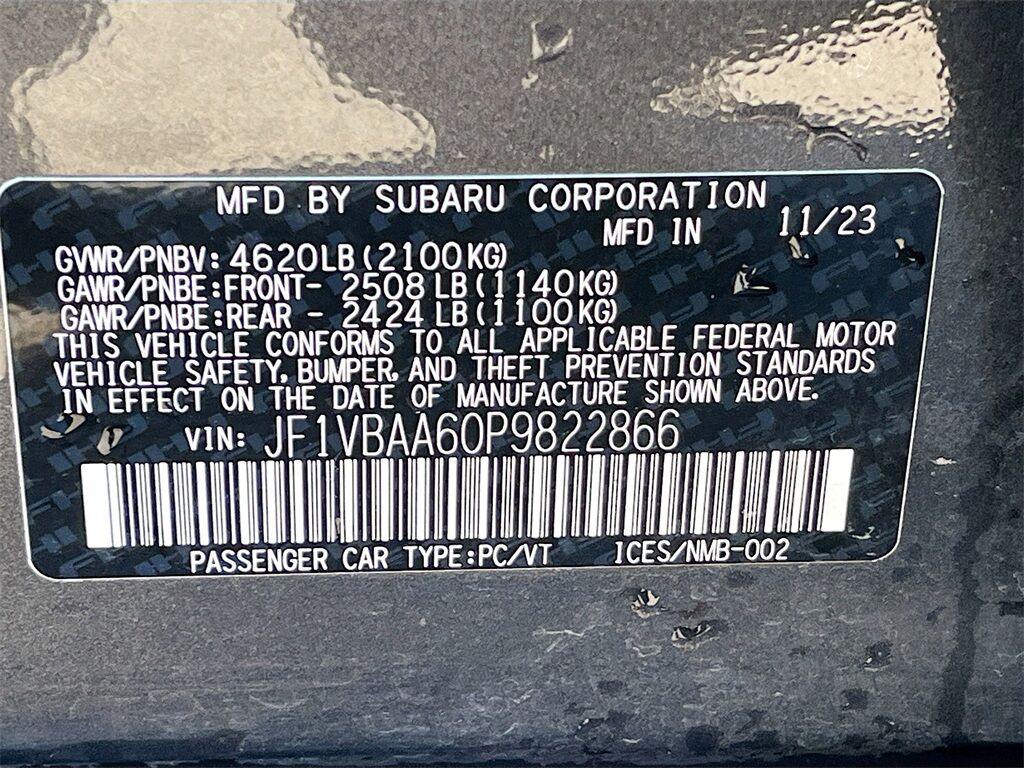 MFD BY SUBARU CORPORATION
MFD IN 11/23
GVWR/PNBV: 4620LB (2100KG)
GAWR/PNBE:FRONT- 2508 LB (1140KG)
GAWR/PNBE:REAR - 2424 LB (1100KG)
THIS VEHICLE CONFORMS TO ALL APPLICABLE FEDERAL MOTOR
VEHICLE SAFETY, BUMPER, AND THEFT PREVENTION STANDARDS
IN EFFECT ON THE DATE OF MANUFACTURE SHOWN ABOVE.
VIN: JF1VBAA60P9822866
PASSENGER CAR TYPE:PC/VT ICES/NMB-002